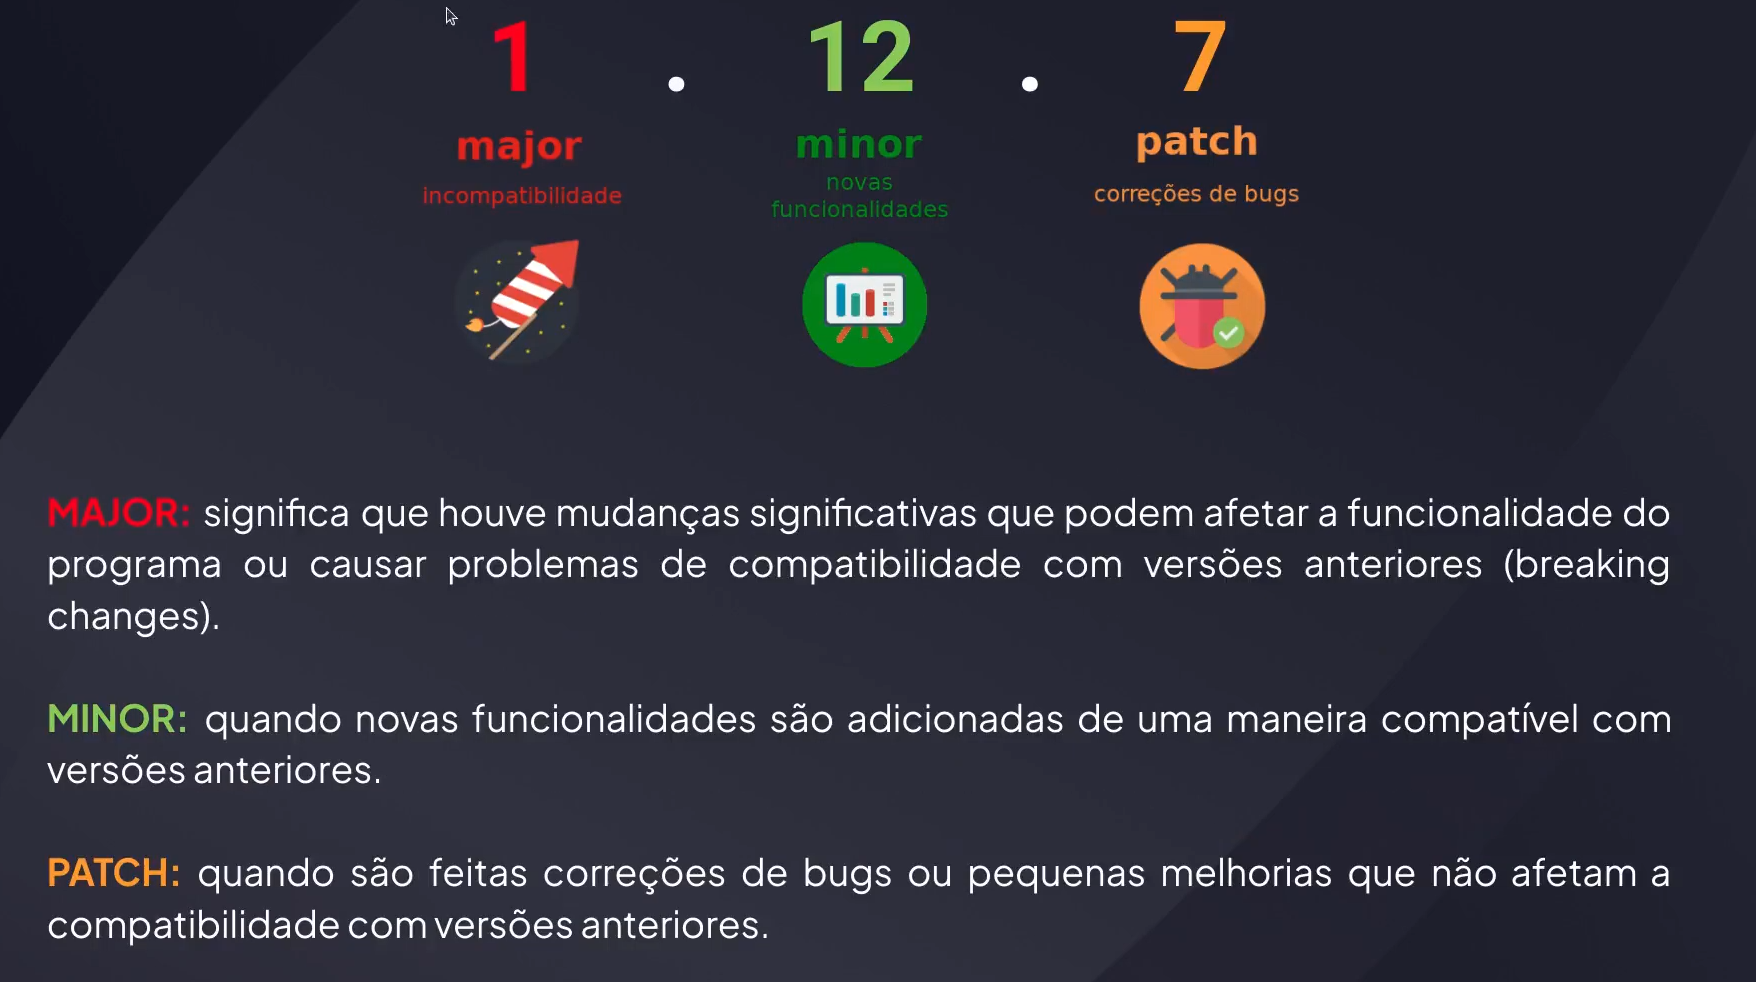 1 . 12 . 7
major minor patch
incompatibilidade novas funcionalidades correções de bugs
MAJOR: significa que houve mudanças significativas que podem afetar a funcionalidade do
programa ou causar problemas de compatibilidade com versões anteriores (breaking
changes).
MINOR: quando novas funcionalidades são adicionadas de uma maneira compatível com
versões anteriores.
PATCH: quando são feitas correções de bugs ou pequenas melhorias que não afetam a
compatibilidade com versões anteriores.